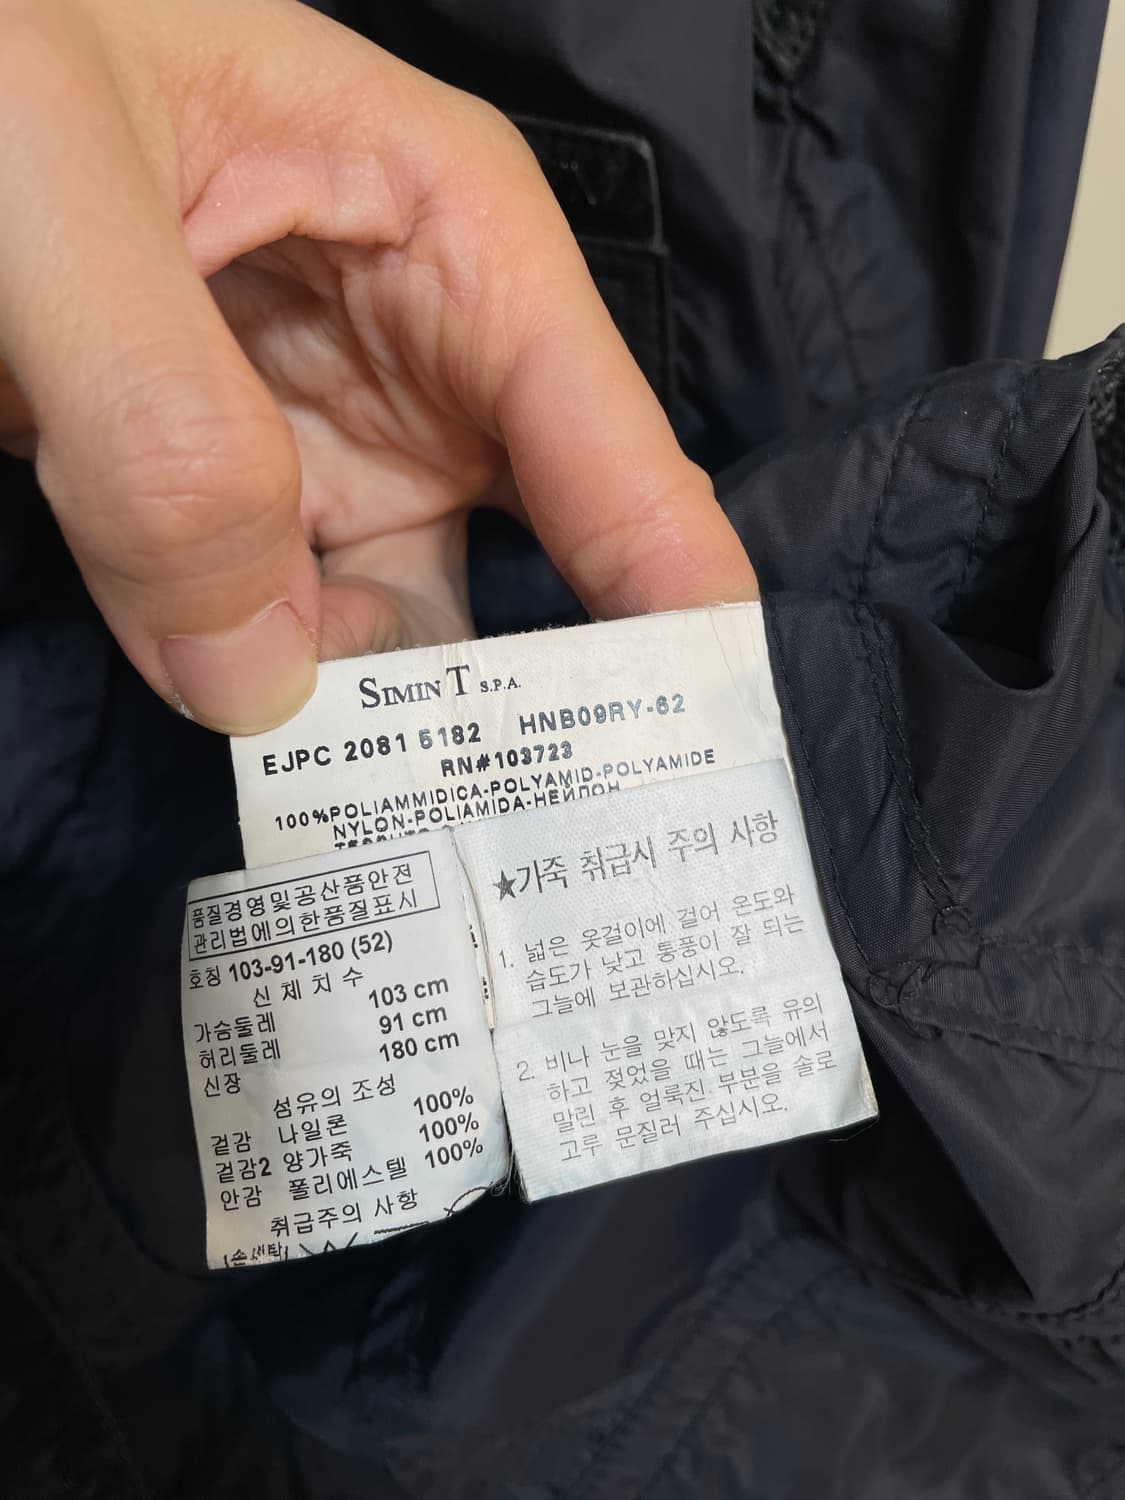 SIMINT S.P.A.
EJPC 2081 5182 HNB09RY-62
RN#103723
100%POLIAMMIDICA-POLYAMID-POLYAMIDE
NYLON-POLIAMIDA-НЕЙЛОН
품질경영및공산품안전
관리법에의한품질표시
호칭 103-91-180 (52)
신 체 치 수
가슴둘레 103 cm
허리둘레 91 cm
신장 180 cm
섬유의 조성
겉감 나일론 100%
겉감2 양가죽 100%
안감 폴리에스텔 100%
취급주의 사항
손세탁
★가죽 취급시 주의 사항
1. 넓은 옷걸이에 걸어 온도와
습도가 낮고 통풍이 잘 되는
그늘에 보관하십시오.
2. 비나 눈을 맞지 않도록 유의
하고 젖었을 때는 그늘에서
말린 후 얼룩진 부분을 솔로
고루 문질러 주십시오.